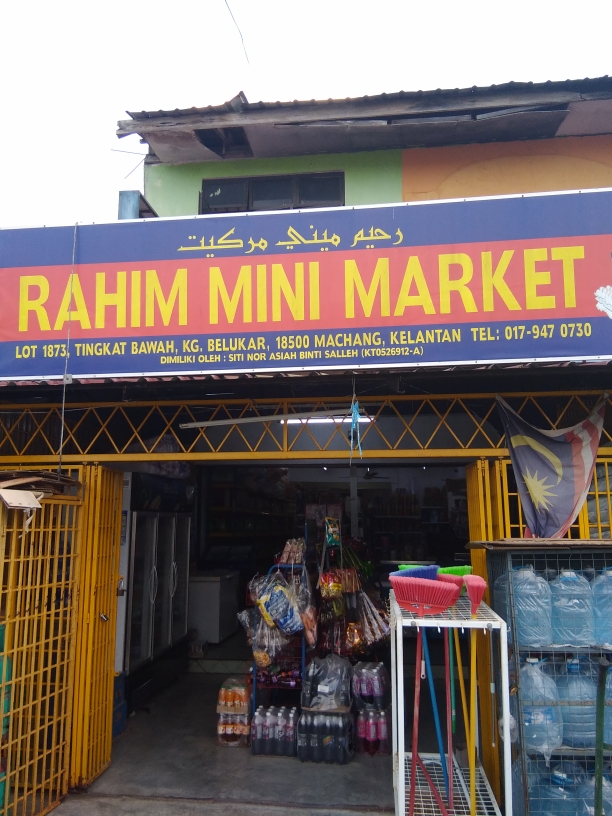 رحيم ميني مركيت
RAHIM MINI MARKET
LOT 1873, TINGKAT BAWAH, KG. BELUKAR, 18500 MACHANG, KELANTAN TEL: 017-947 0730
DIMILIKI OLEH : SITI NOR ASIAH BINTI SALLEH (KT0526912-A)